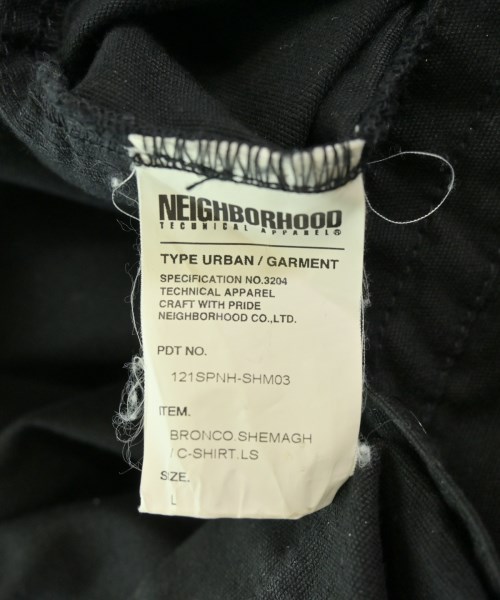 NEIGHBORHOOD
TECHNICAL APPAREL®
TYPE URBAN / GARMENT
SPECIFICATION NO.3204
TECHNICAL APPAREL
CRAFT WITH PRIDE
NEIGHBORHOOD CO.,LTD.
PDT NO.
121SPNH-SHM03
ITEM.
BRONCO.SHEMAGH
/C-SHIRT.LS
SIZE.
L